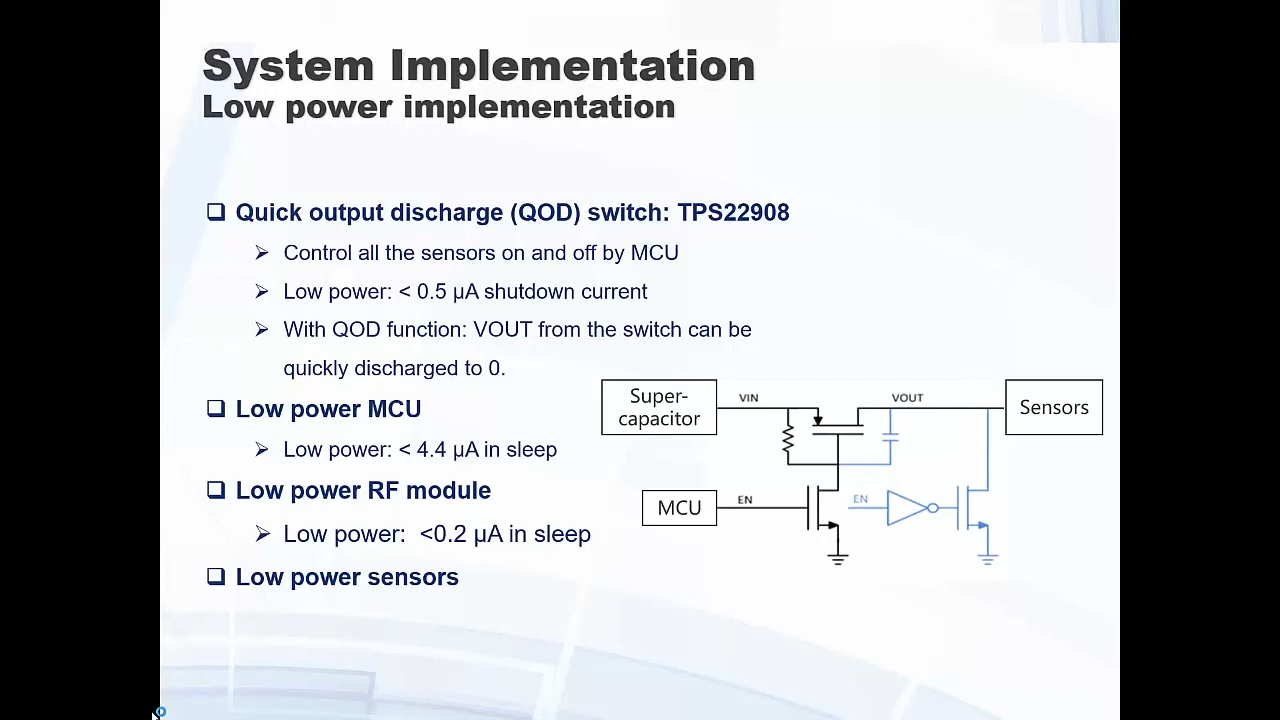 System Implementation
Low power implementation
Quick output discharge (QOD) switch: TPS22908
Control all the sensors on and off by MCU
Low power: < 0.5 μA shutdown current
With QOD function: VOUT from the switch can be
quickly discharged to 0.
Low power MCU
Low power: < 4.4 μA in sleep
Low power RF module
Low power: <0.2 μA in sleep
Low power sensors
Super-
capacitor
VIN
VOUT
Sensors
MCU
EN
EN